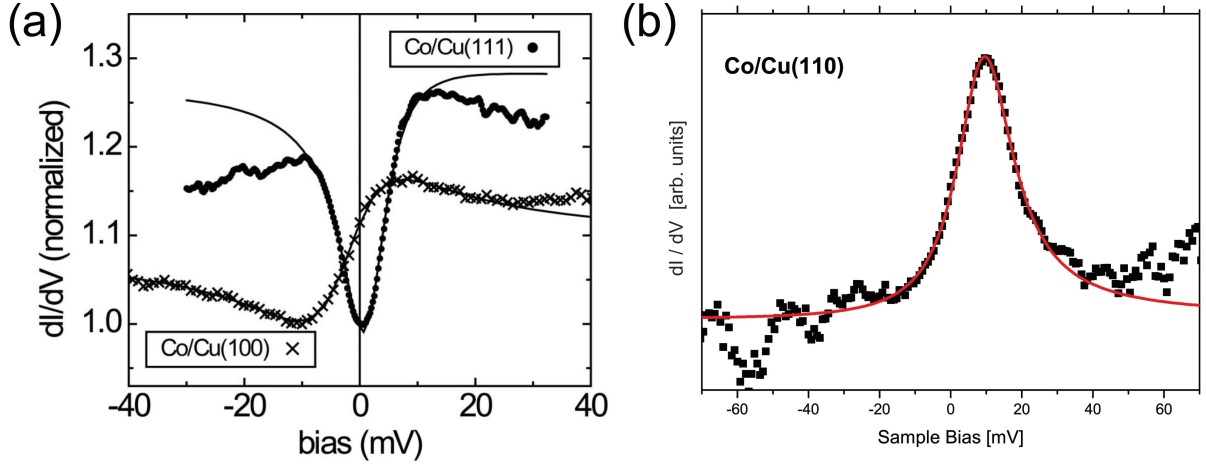 (a)
dI/dV (normalized)
1.3
1.2
1.1
1.0
Co/Cu(111) ●
Co/Cu(100) ×
-40 -20 0 20 40
bias (mV)
(b)
Co/Cu(110)
dI / dV [arb. units]
-60 -40 -20 0 20 40 60
Sample Bias [mV]